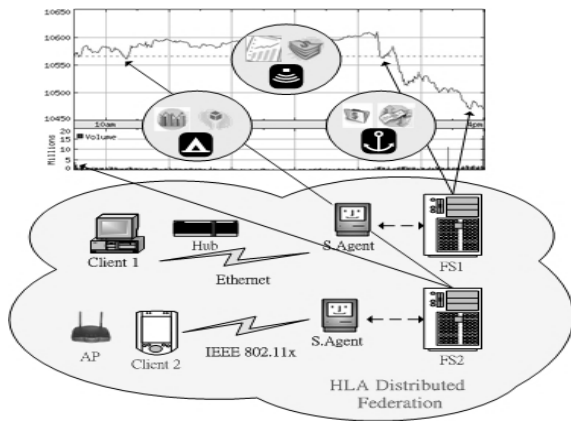 10650
10600
10550
10500
10450
10am
4pm
20
15
10
5
0
Millions
Volume
Client 1
Hub
S.Agent
FS1
Ethernet
AP
Client 2
IEEE 802.11x
S.Agent
FS2
HLA Distributed
Federation